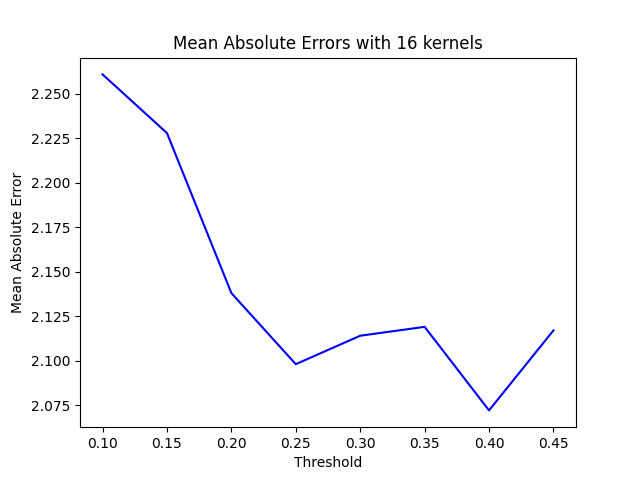 Mean Absolute Errors with 16 kernels
2.250
2.225
2.200
2.175
2.150
2.125
2.100
2.075
Mean Absolute Error
0.10 0.15 0.20 0.25 0.30 0.35 0.40 0.45
Threshold